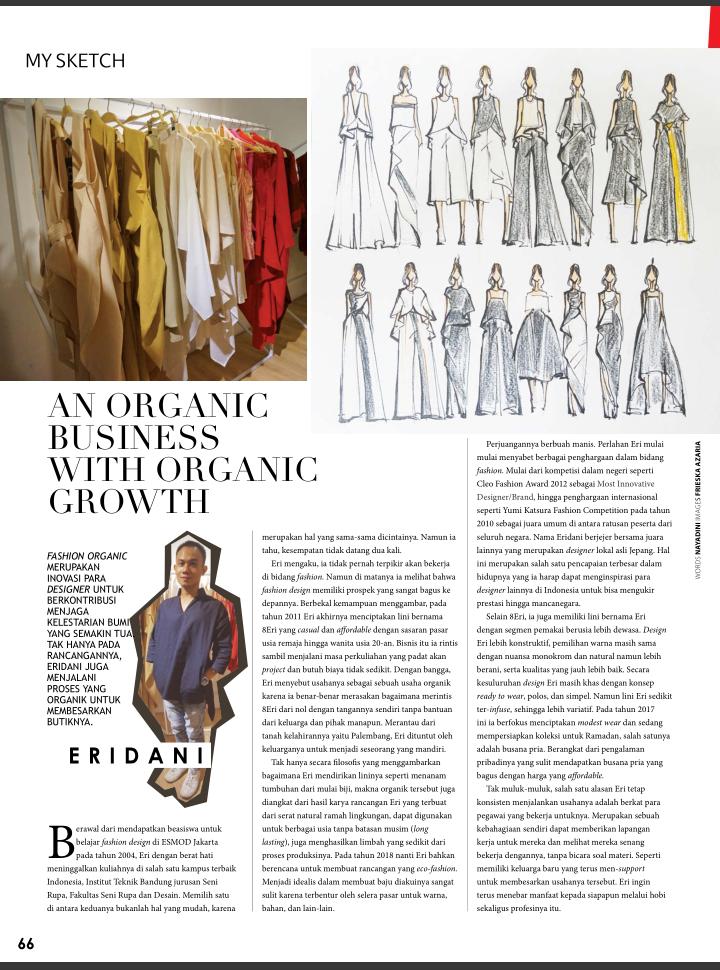 MY SKETCH
AN ORGANIC
BUSINESS
WITH ORGANIC
GROWTH
FASHION ORGANIC
MERUPAKAN
INOVASI PARA
DESIGNER UNTUK
BERKONTRIBUSI
MENJAGA
KELESTARIAN BUMI
YANG SEMAKIN TUA.
TAK HANYA PADA
RANCANGANNYA,
ERIDANI JUGA
MENJALANI
PROSES YANG
ORGANIK UNTUK
MEMBESARKAN
BUTIKNYA.
ERIDANI
Berawal dari mendapatkan beasiswa untuk
belajar fashion design di ESMOD Jakarta
pada tahun 2004, Eri dengan berat hati
meninggalkan kuliahnya di salah satu kampus terbaik
Indonesia, Institut Teknik Bandung jurusan Seni
Rupa, Fakultas Seni Rupa dan Desain. Memilih satu
di antara keduanya bukanlah hal yang mudah, karena
merupakan hal yang sama-sama dicintainya. Namun ia
tahu, kesempatan tidak datang dua kali.
Eri mengaku, ia tidak pernah terpikir akan bekerja
di bidang fashion. Namun di matanya ia melihat bahwa
fashion design memiliki prospek yang sangat bagus ke
depannya. Berbekal kemampuan menggambar, pada
tahun 2011 Eri akhirnya menciptakan lini bernama
8Eri yang casual dan affordable dengan sasaran pasar
usia remaja hingga wanita usia 20-an. Bisnis itu ia rintis
sambil menjalani masa perkuliahan yang padat akan
project dan butuh biaya tidak sedikit. Dengan bangga,
Eri menyebut usahanya sebagai sebuah usaha organik
karena ia benar-benar merasakan bagaimana merintis
8Eri dari nol dengan tangannya sendiri tanpa bantuan
dari keluarga dan pihak manapun. Merantau dari
tanah kelahirannya yaitu Palembang, Eri dituntut oleh
keluarganya untuk menjadi seseorang yang mandiri.
Tak hanya secara filosofis yang menggambarkan
bagaimana Eri mendirikan lininya seperti menanam
tumbuhan dari mulai biji, makna organik tersebut juga
diangkat dari hasil karya rancangan Eri yang terbuat
dari serat natural ramah lingkungan, dapat digunakan
untuk berbagai usia tanpa batasan musim (long
lasting), juga menghasilkan limbah yang sedikit dari
proses produksinya. Pada tahun 2018 nanti Eri bahkan
berencana untuk membuat rancangan yang eco-fashion.
Menjadi idealis dalam membuat baju diakuinya sangat
sulit karena terbentur oleh selera pasar untuk warna,
bahan, dan lain-lain.
Perjuangannya berbuah manis. Perlahan Eri mulai
mulai menyabet berbagai penghargaan dalam bidang
fashion. Mulai dari kompetisi dalam negeri seperti
Cleo Fashion Award 2012 sebagai Most Innovative
Designer/Brand, hingga penghargaan internasional
seperti Yumi Katsura Fashion Competition pada tahun
2010 sebagai juara umum di antara ratusan peserta dari
seluruh negara. Nama Eridani berjejer bersama juara
lainnya yang merupakan designer lokal asli Jepang. Hal
ini merupakan salah satu pencapaian terbesar dalam
hidupnya yang ia harap dapat menginspirasi para
designer lainnya di Indonesia untuk bisa mengukir
prestasi hingga mancanegara.
Selain 8Eri, ia juga memiliki lini bernama Eri
dengan segmen pemakai berusia lebih dewasa. Design
Eri lebih konstruktif, pemilihan warna masih sama
dengan nuansa monokrom dan natural namun lebih
berani, serta kualitas yang jauh lebih baik. Secara
kesuluruhan design Eri masih khas dengan konsep
ready to wear, polos, dan simpel. Namun lini Eri sedikit
ter-infuse, sehingga lebih variatif. Pada tahun 2017
ini ia berfokus menciptakan modest wear dan sedang
mempersiapkan koleksi untuk Ramadan, salah satunya
adalah busana pria. Berangkat dari pengalaman
pribadinya yang sulit mendapatkan busana pria yang
bagus dengan harga yang affordable.
Tak muluk-muluk, salah satu alasan Eri tetap
konsisten menjalankan usahanya adalah berkat para
pegawai yang bekerja untuknya. Merupakan sebuah
kebahagiaan sendiri dapat memberikan lapangan
kerja untuk mereka dan melihat mereka senang
bekerja dengannya, tanpa bicara soal materi. Seperti
memiliki keluarga baru yang terus men-support
untuk membesarkan usahanya tersebut. Eri ingin
terus menebar manfaat kepada siapapun melalui hobi
sekaligus profesinya itu.
WORDS NAYADINI IMAGES FRIESKA AZARIA
66